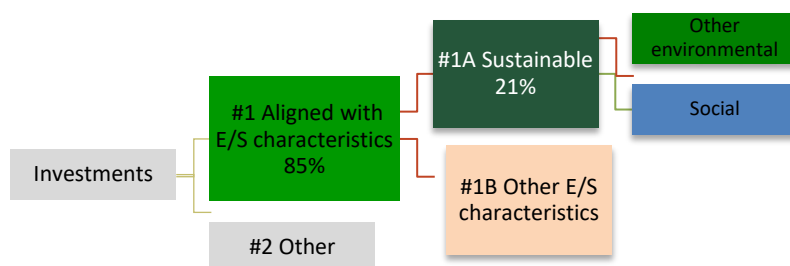 Other
environmental
#1A Sustainable
21%
#1 Aligned with
E/S characteristics
85%
Social
Investments
#1B Other E/S
characteristics
#2 Other